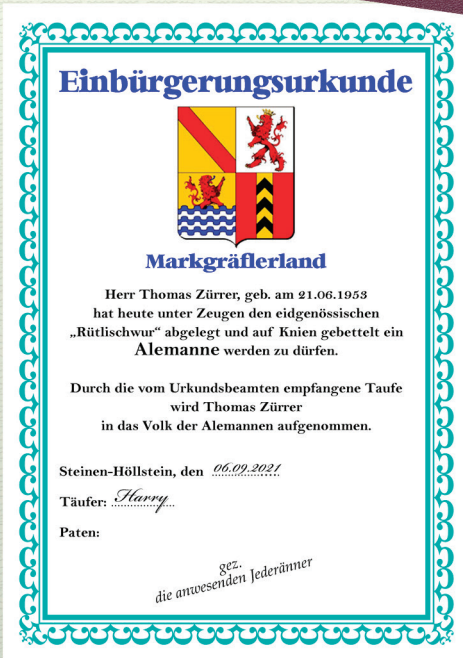 Einbürgerungsurkunde
Markgräflerland
Herr Thomas Zürrer, geb. am 21.06.1953
hat heute unter Zeugen den eidgenössischen
„Rütlischwur“ abgelegt und auf Knien gebettelt ein
Alemanne werden zu dürfen.
Durch die vom Urkundsbeamten empfangene Taufe
wird Thomas Zürrer
in das Volk der Alemannen aufgenommen.
Steinen-Höllstein, den 06.09.2021
Täufer: Harry
Paten:
gez.
die anwesenden Jederänner